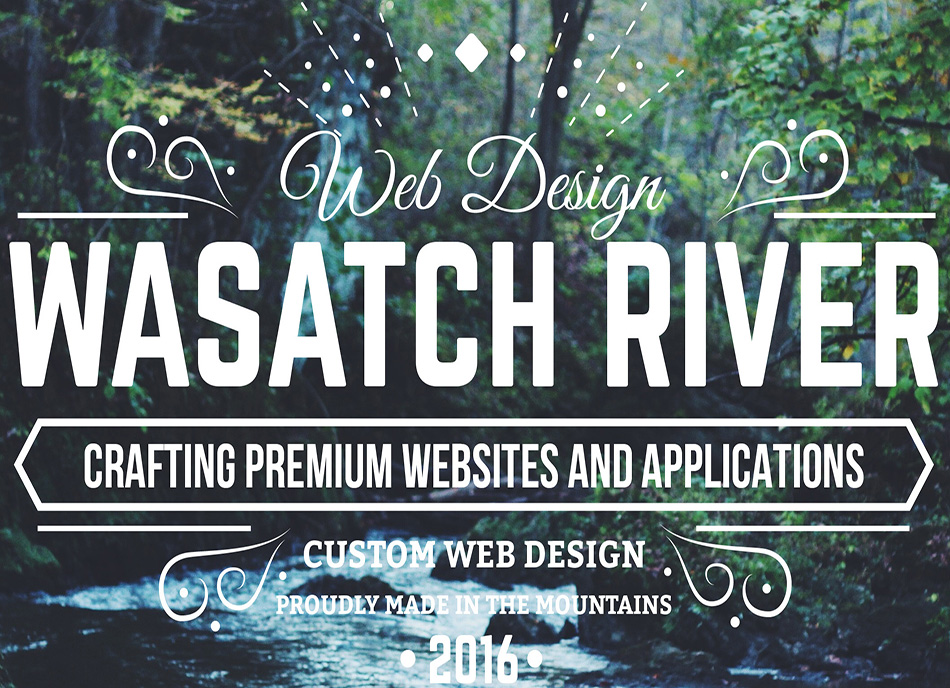 Web Design
WASATCH RIVER
CRAFTING PREMIUM WEBSITES AND APPLICATIONS
CUSTOM WEB DESIGN
PROUDLY MADE IN THE MOUNTAINS
• 2016 •